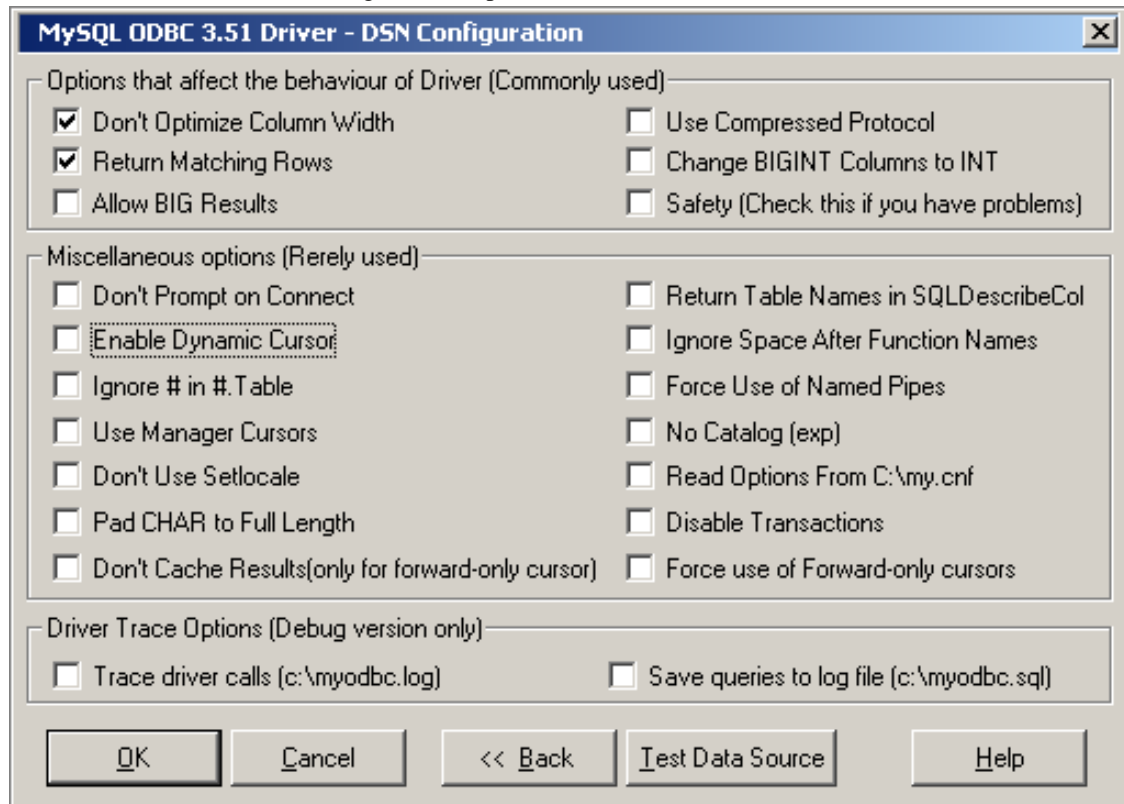 MySQL ODBC 3.51 Driver - DSN Configuration
Options that affect the behaviour of Driver (Commonly used)
Don't Optimize Column Width
Use Compressed Protocol
Return Matching Rows
Change BIGINT Columns to INT
Allow BIG Results
Safety (Check this if you have problems)
Miscellaneous options (Rerely used)
Don't Prompt on Connect
Return Table Names in SQLDescribeCol
Enable Dynamic Cursor
Ignore Space After Function Names
Ignore # in #.Table
Force Use of Named Pipes
Use Manager Cursors
No Catalog (exp)
Don't Use Setlocale
Read Options From C:\my.cnf
Pad CHAR to Full Length
Disable Transactions
Don't Cache Results(only for forward-only cursor)
Force use of Forward-only cursors
Driver Trace Options (Debug version only)
Trace driver calls (c:\myodbc.log)
Save queries to log file (c:\myodbc.sql)
OK
Cancel
<< Back
Test Data Source
Help